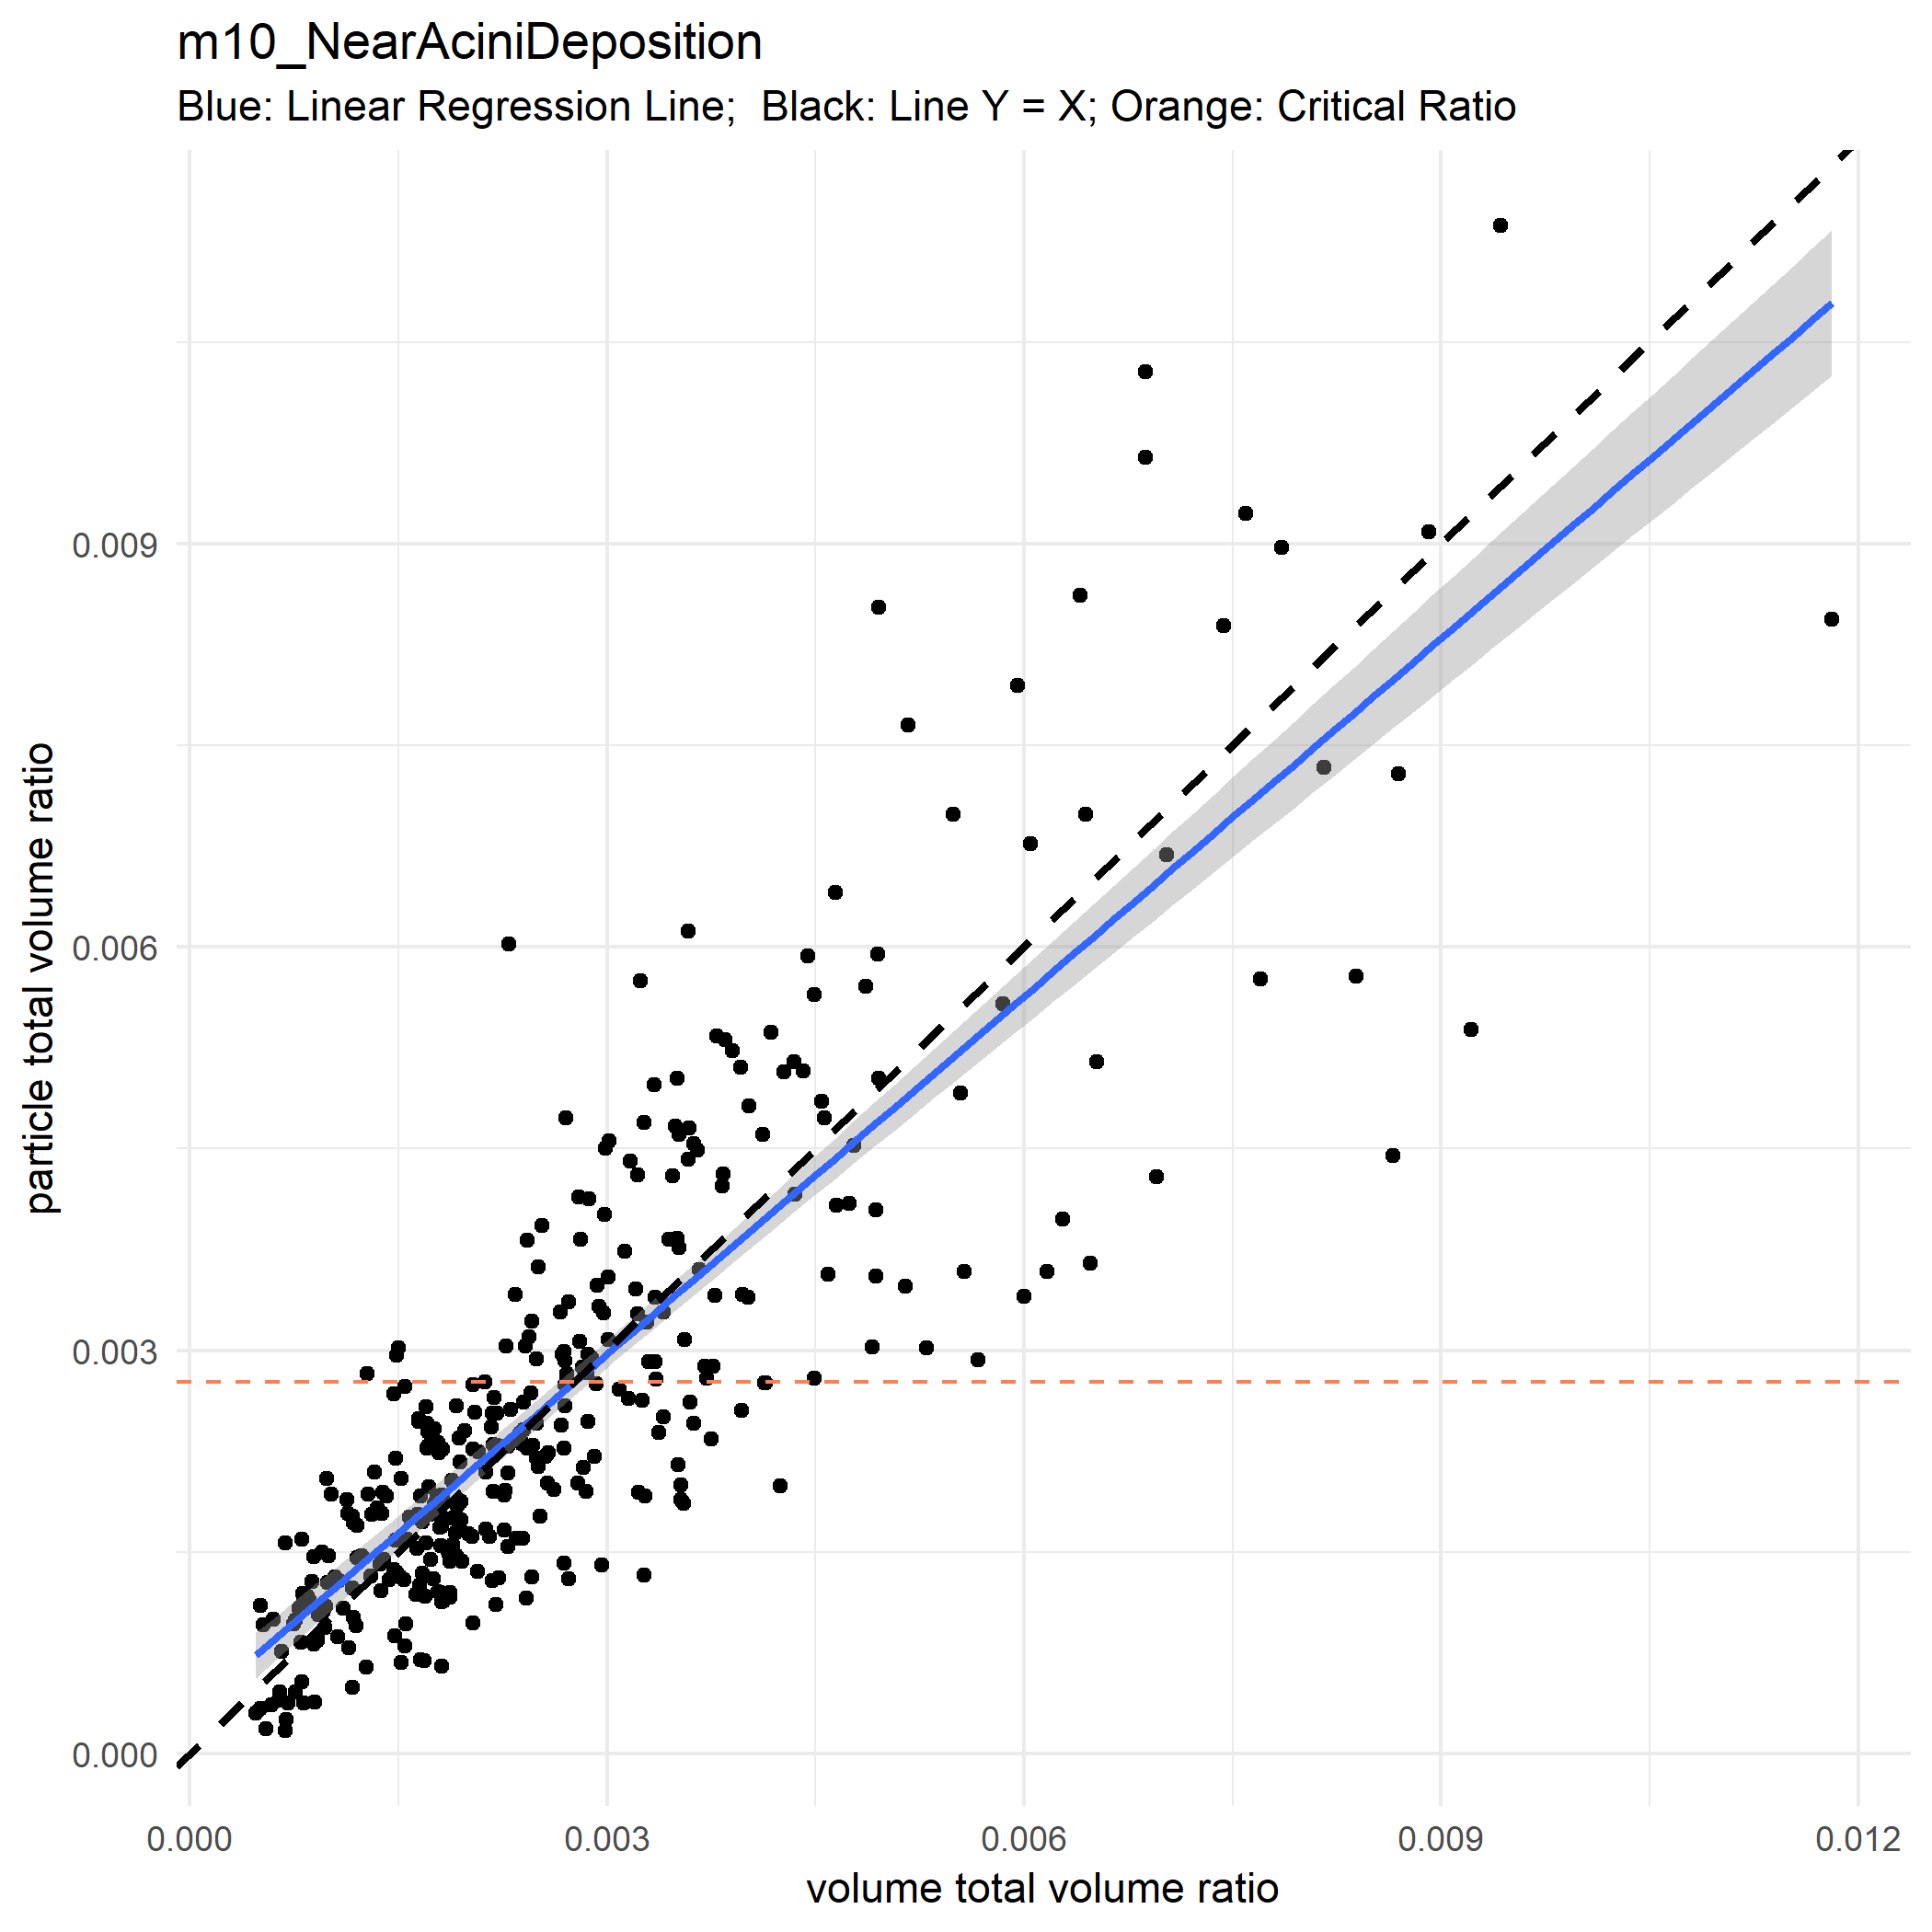 m10_NearAciniDeposition
Blue: Linear Regression Line;  Black: Line Y = X; Orange: Critical Ratio
particle total volume ratio
0.009
0.006
0.003
0.000
0.000 0.003 0.006 0.009 0.012
volume total volume ratio